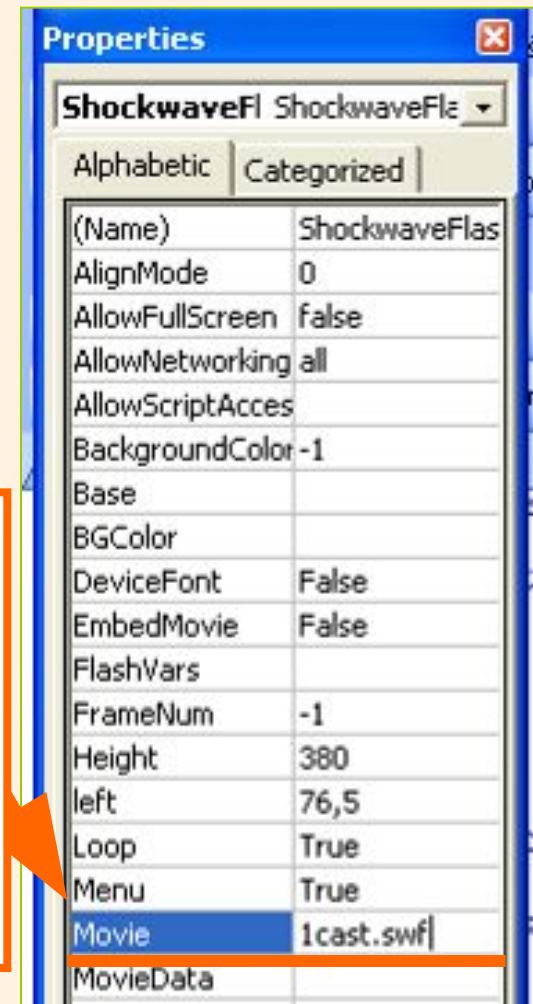 Properties
ShockwaveFl ShockwaveFla
Alphabetic Categorized
(Name) ShockwaveFlas
AlignMode 0
AllowFullScreen false
AllowNetworking all
AllowScriptAcces
BackgroundColor -1
Base
BGColor
DeviceFont False
EmbedMovie False
FlashVars
FrameNum -1
Height 380
left 76,5
Loop True
Menu True
Movie 1cast.swf
MovieData